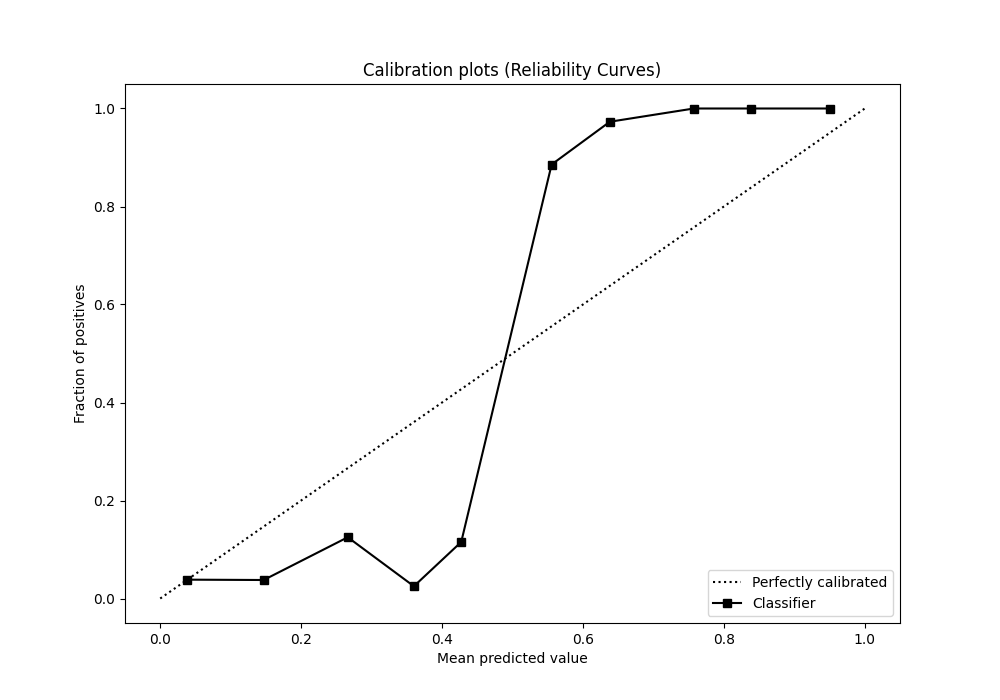 Calibration plots (Reliability Curves)
1.0
0.8
0.6
0.4
0.2
0.0
Fraction of positives
0.0 0.2 0.4 0.6 0.8 1.0
Mean predicted value
Perfectly calibrated
Classifier